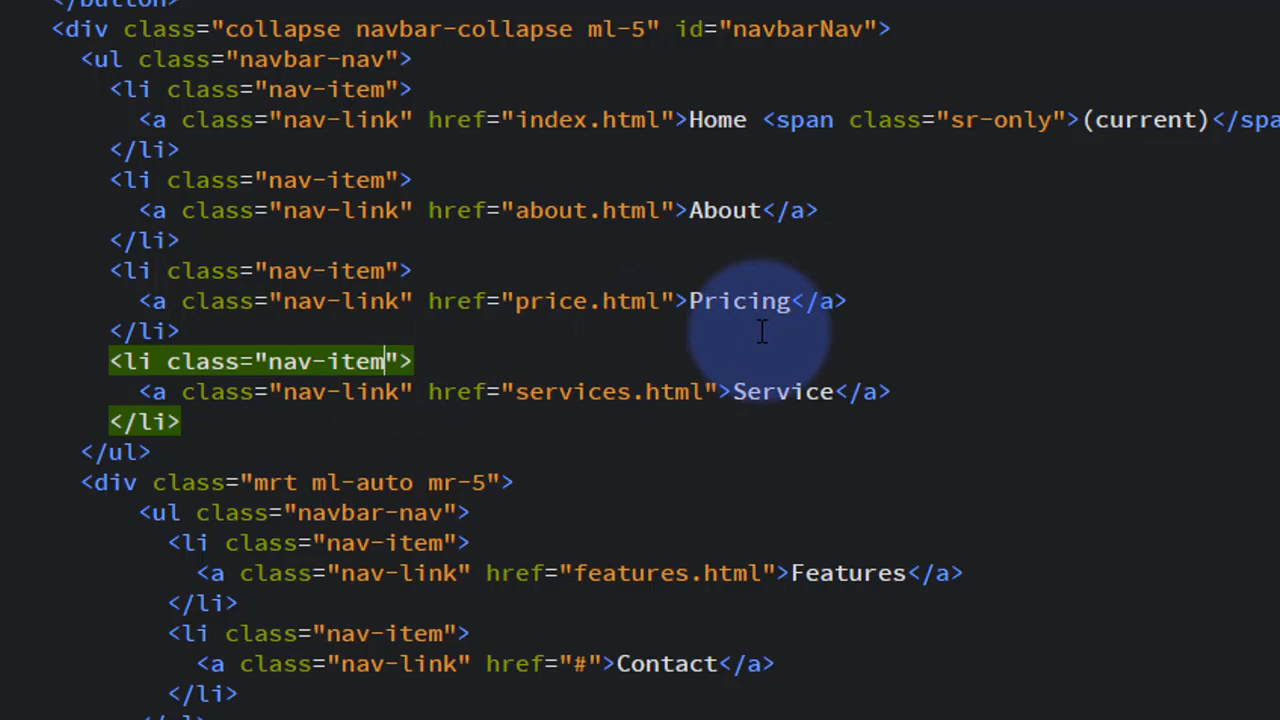 </button>
<div class="collapse navbar-collapse ml-5" id="navbarNav">
<ul class="navbar-nav">
<li class="nav-item">
<a class="nav-link" href="index.html">Home <span class="sr-only">(current)</spa
</li>
<li class="nav-item">
<a class="nav-link" href="about.html">About</a>
</li>
<li class="nav-item">
<a class="nav-link" href="price.html">Pricing</a>
</li>
<li class="nav-item">
<a class="nav-link" href="services.html">Service</a>
</li>
</ul>
<div class="mrt ml-auto mr-5">
<ul class="navbar-nav">
<li class="nav-item">
<a class="nav-link" href="features.html">Features</a>
</li>
<li class="nav-item">
<a class="nav-link" href="#">Contact</a>
</li>